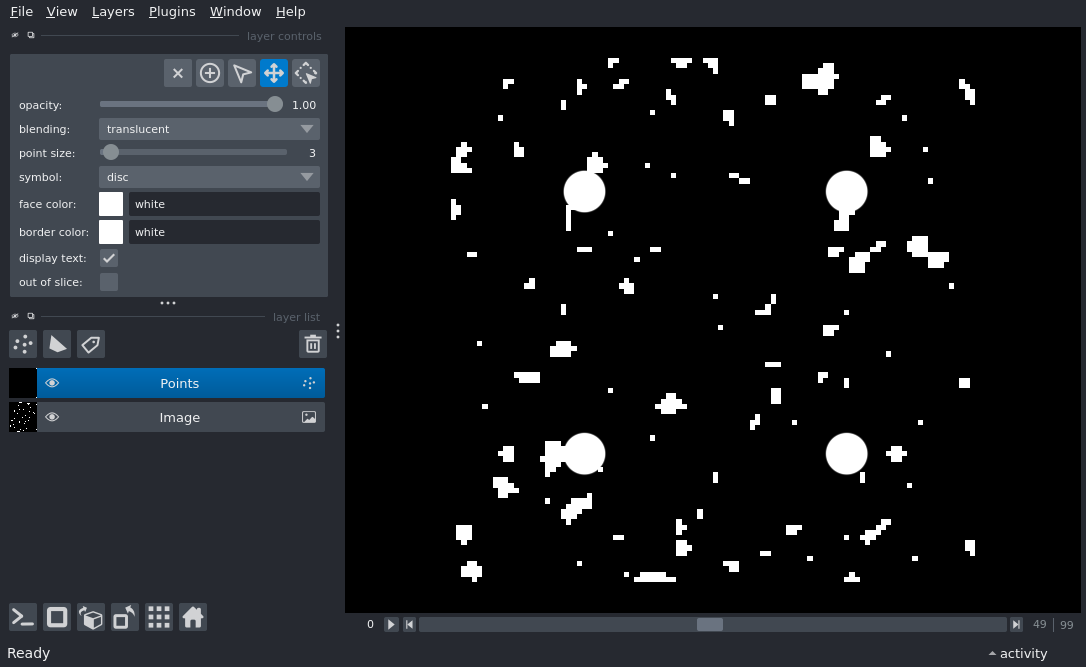 File View Layers Plugins Window Help
layer controls
opacity: 1.00
blending: translucent
point size: 3
symbol: disc
face color: white
border color: white
display text:
out of slice:
layer list
Points
Image
0 49 99
Ready activity